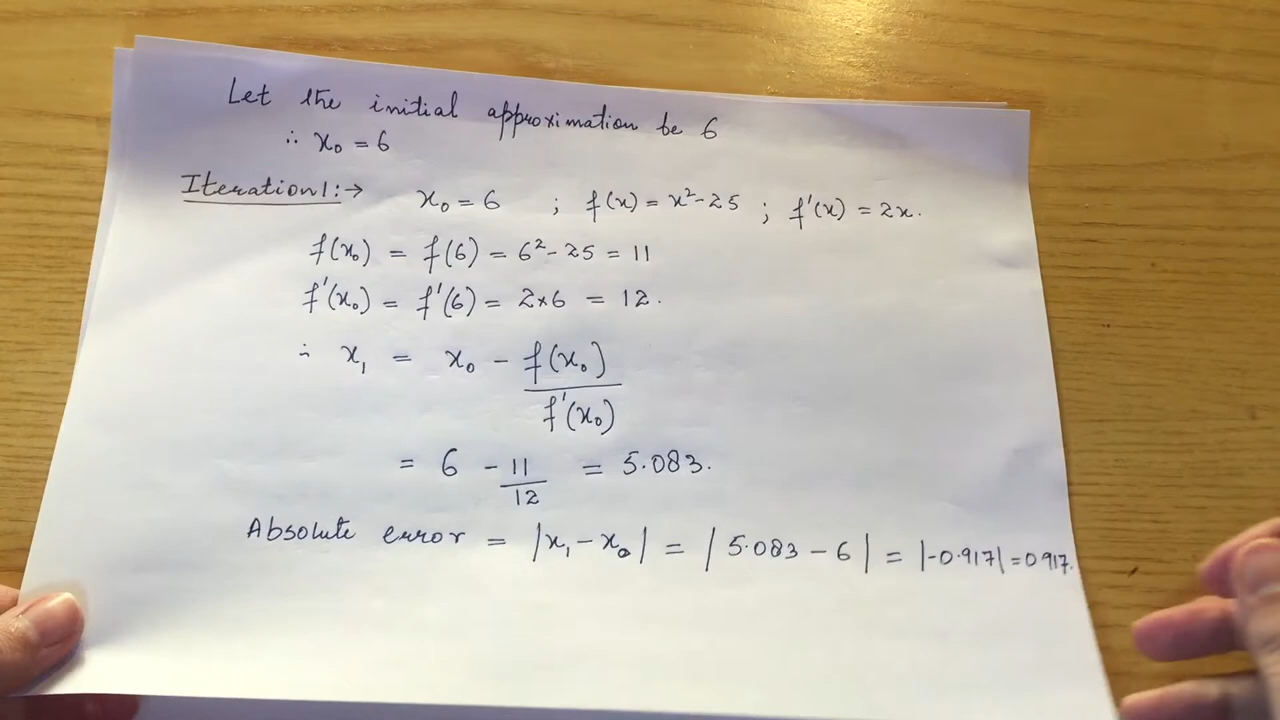 Let the initial approximation be 6
∴ x₀ = 6
Iteration 1:→ x₀ = 6 ; f(x) = x² - 25 ; f'(x) = 2x.
f(x₀) = f(6) = 6² - 25 = 11
f'(x₀) = f'(6) = 2×6 = 12.
∴ x₁ = x₀ - f(x₀)
f'(x₀)
= 6 - 11 = 5.083.
12
Absolute error = |x₁ - x₀| = | 5.083 - 6 | = |-0.917| = 0.917.